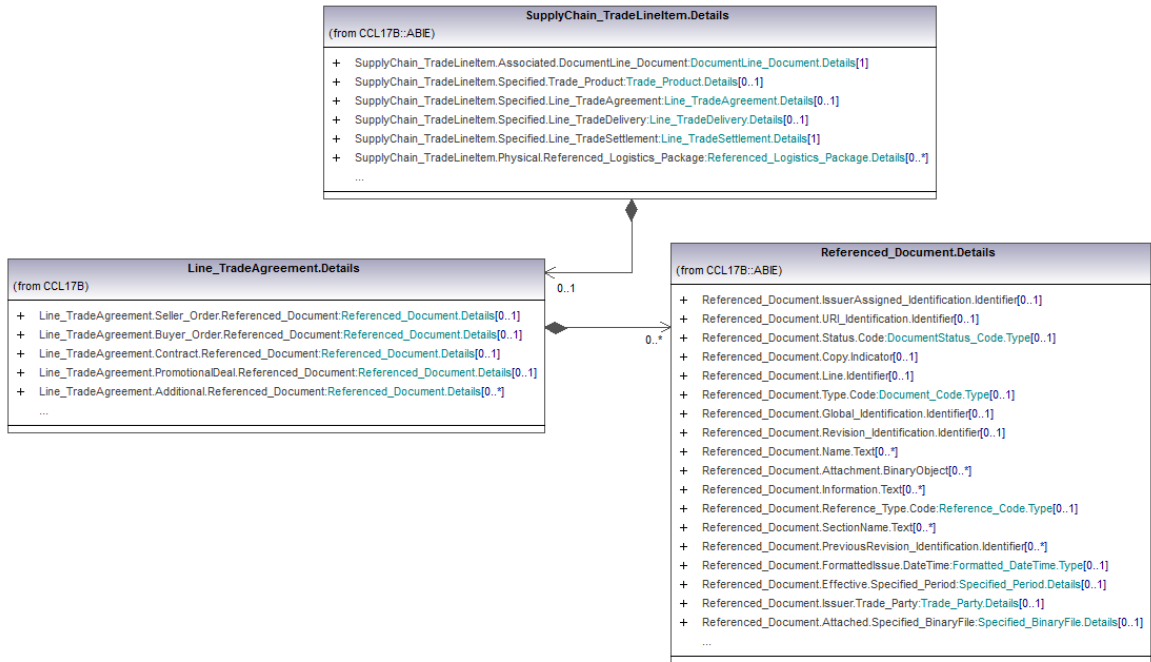 SupplyChain_TradeLineItem.Details
(from CCL17B::ABIE)
+ SupplyChain_TradeLineItem.Associated.DocumentLine_Document:DocumentLine_Document.Details[1]
+ SupplyChain_TradeLineItem.Specified.Trade_Product:Trade_Product.Details[0..1]
+ SupplyChain_TradeLineItem.Specified.Line_TradeAgreement:Line_TradeAgreement.Details[0..1]
+ SupplyChain_TradeLineItem.Specified.Line_TradeDelivery:Line_TradeDelivery.Details[0..1]
+ SupplyChain_TradeLineItem.Specified.Line_TradeSettlement:Line_TradeSettlement.Details[1]
+ SupplyChain_TradeLineItem.Physical.Referenced_Logistics_Package:Referenced_Logistics_Package.Details[0..*]
...
0..1
Line_TradeAgreement.Details
(from CCL17B)
+ Line_TradeAgreement.Seller_Order.Referenced_Document:Referenced_Document.Details[0..1]
+ Line_TradeAgreement.Buyer_Order.Referenced_Document:Referenced_Document.Details[0..1]
+ Line_TradeAgreement.Contract.Referenced_Document:Referenced_Document.Details[0..1]
+ Line_TradeAgreement.PromotionalDeal.Referenced_Document:Referenced_Document.Details[0..1]
+ Line_TradeAgreement.Additional.Referenced_Document:Referenced_Document.Details[0..*]
...
0..*
Referenced_Document.Details
(from CCL17B::ABIE)
+ Referenced_Document.IssuerAssigned_Identification.Identifier[0..1]
+ Referenced_Document.URI_Identification.Identifier[0..1]
+ Referenced_Document.Status.Code:DocumentStatus_Code.Type[0..1]
+ Referenced_Document.Copy.Indicator[0..1]
+ Referenced_Document.Line.Identifier[0..1]
+ Referenced_Document.Type.Code:Document_Code.Type[0..1]
+ Referenced_Document.Global_Identification.Identifier[0..1]
+ Referenced_Document.Revision_Identification.Identifier[0..1]
+ Referenced_Document.Name.Text[0..*]
+ Referenced_Document.Attachment.BinaryObject[0..*]
+ Referenced_Document.Information.Text[0..*]
+ Referenced_Document.Reference_Type.Code:Reference_Code.Type[0..1]
+ Referenced_Document.SectionName.Text[0..*]
+ Referenced_Document.PreviousRevision_Identification.Identifier[0..*]
+ Referenced_Document.FormattedIssue.DateTime:Formatted_DateTime.Type[0..1]
+ Referenced_Document.Effective.Specified_Period:Specified_Period.Details[0..1]
+ Referenced_Document.Issuer.Trade_Party:Trade_Party.Details[0..1]
+ Referenced_Document.Attached.Specified_BinaryFile:Specified_BinaryFile.Details[0..1]
...